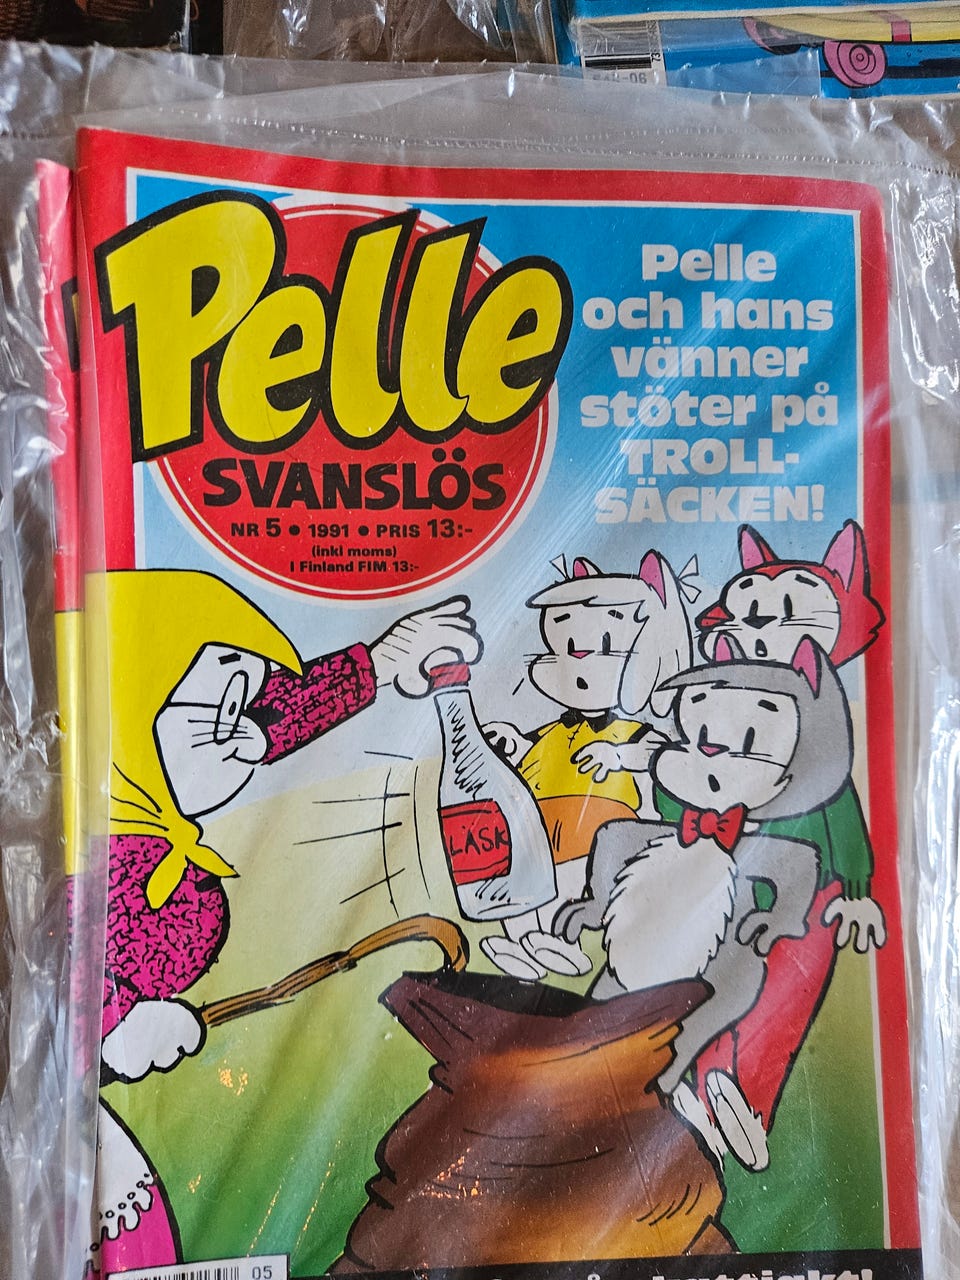 Pelle
SVANSLÖS
NR 5 • 1991 • PRIS 13:-
(inkl moms)
I Finland FIM 13:-
Pelle
och hans
vänner
stöter på
TROLL-
SÄCKEN!
LÄSK
05